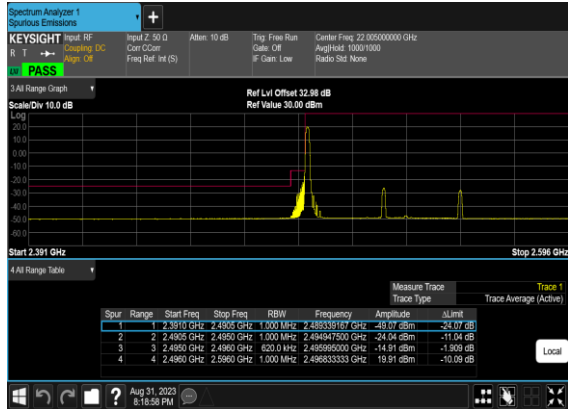 Spectrum Analyzer 1
Spurious Emissions
+
KEYSIGHT Input: RF Input Z: 50 Ω Atten: 10 dB Trig: Free Run Center Freq: 22.005000000 GHz
R T Coupling: DC Corr CCorr Gate: Off Avg|Hold: 1000/1000
Align: Off Freq Ref: Int (S) IF Gain: Low Radio Std: None
PASS
3 All Range Graph
Ref Lvl Offset 32.98 dB
Scale/Div 10.0 dB Ref Value 30.00 dBm
Log
20.0
10.0
0.00
-10.0
-20.0
-30.0
-40.0
-50.0
-60.0
Start 2.391 GHz Stop 2.596 GHz
4 All Range Table
Measure Trace Trace 1
Trace Type Trace Average (Active)
Spur Range Start Freq Stop Freq RBW Frequency Amplitude ΔLimit
1 1 2.3910 GHz 2.4905 GHz 1.000 MHz 2.489339167 GHz -49.07 dBm -24.07 dB
2 2 2.4905 GHz 2.4950 GHz 1.000 MHz 2.494947500 GHz -24.04 dBm -11.04 dB
3 3 2.4950 GHz 2.4960 GHz 620.0 kHz 2.495995000 GHz -14.91 dBm -1.909 dB
4 4 2.4960 GHz 2.5960 GHz 1.000 MHz 2.496833333 GHz 19.91 dBm -10.09 dB
Local
? Aug 31, 2023
8:18:58 PM